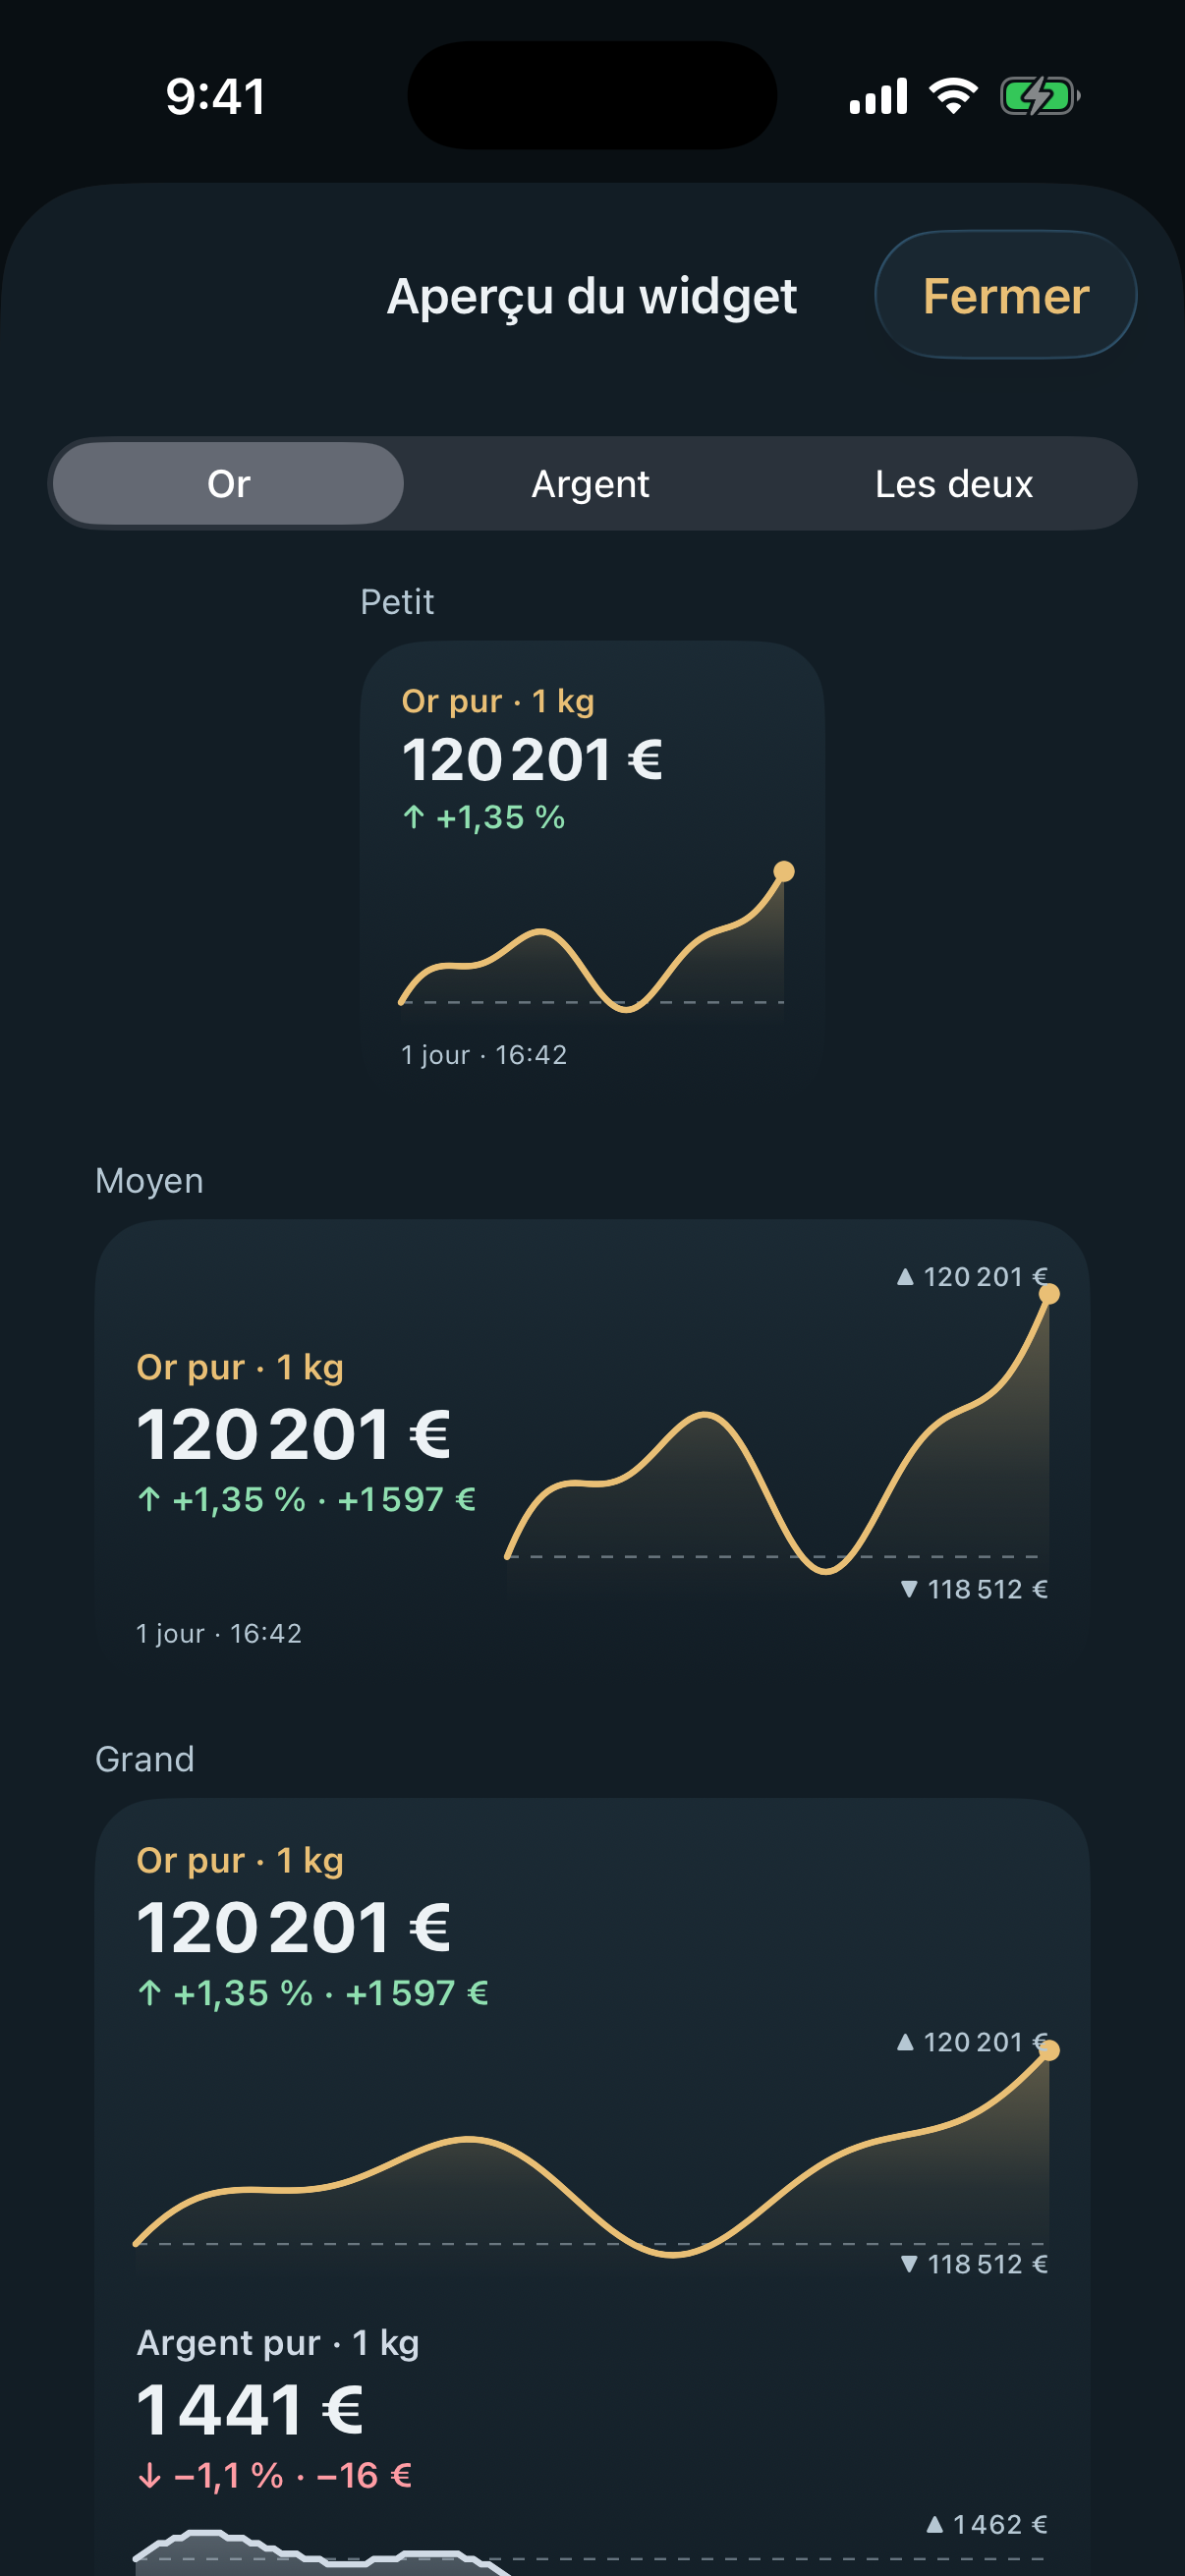 9:41
Aperçu du widget
Fermer
Or
Argent
Les deux
Petit
Or pur · 1 kg
120 201 €
↑ +1,35 %
1 jour · 16:42
Moyen
▲ 120 201 €
Or pur · 1 kg
120 201 €
↑ +1,35 % · +1 597 €
▼ 118 512 €
1 jour · 16:42
Grand
Or pur · 1 kg
120 201 €
↑ +1,35 % · +1 597 €
▲ 120 201 €
▼ 118 512 €
Argent pur · 1 kg
1 441 €
↓ −1,1 % · −16 €
▲ 1 462 €